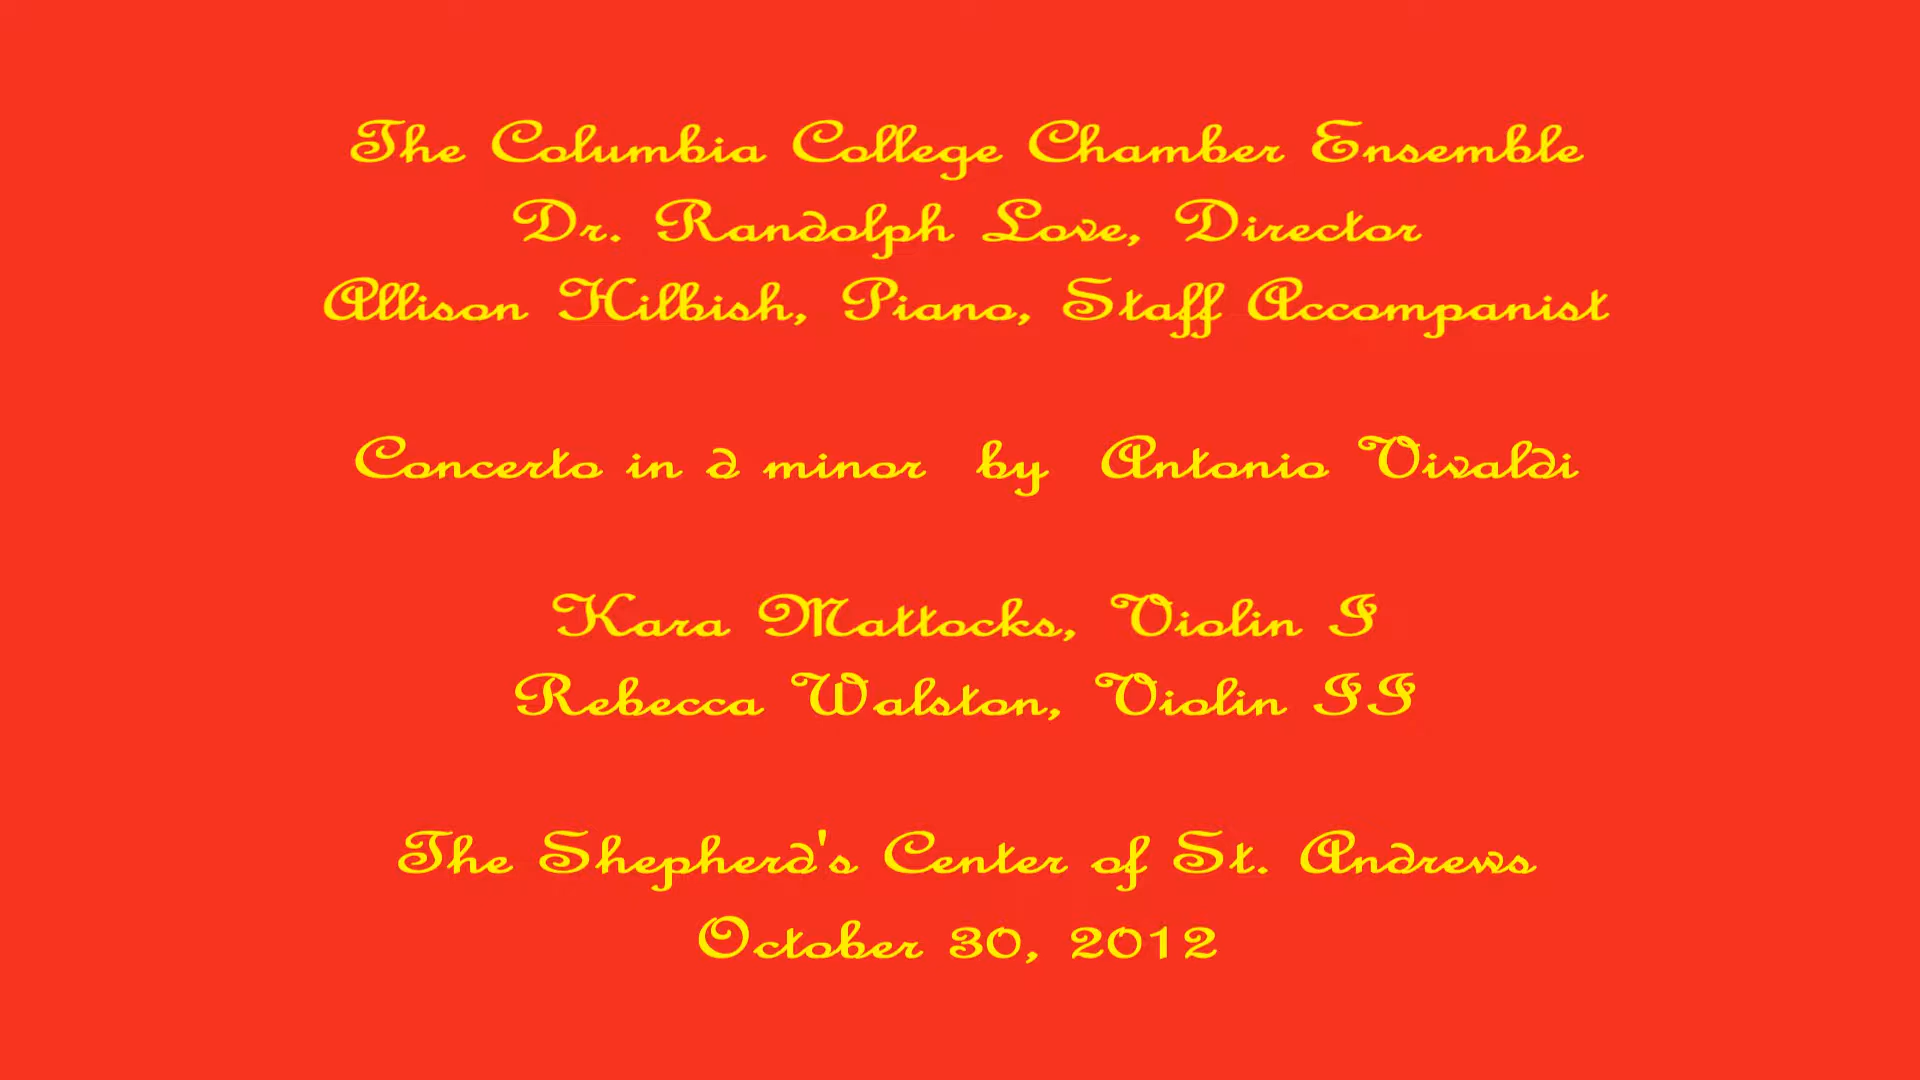 The Columbia College Chamber Ensemble
Dr. Randolph Love, Director
Allison Hilbish, Piano, Staff Accompanist
Concerto in d minor by Antonio Vivaldi
Kara Mattocks, Violin I
Rebecca Walston, Violin II
The Shepherd's Center of St. Andrews
October 30, 2012